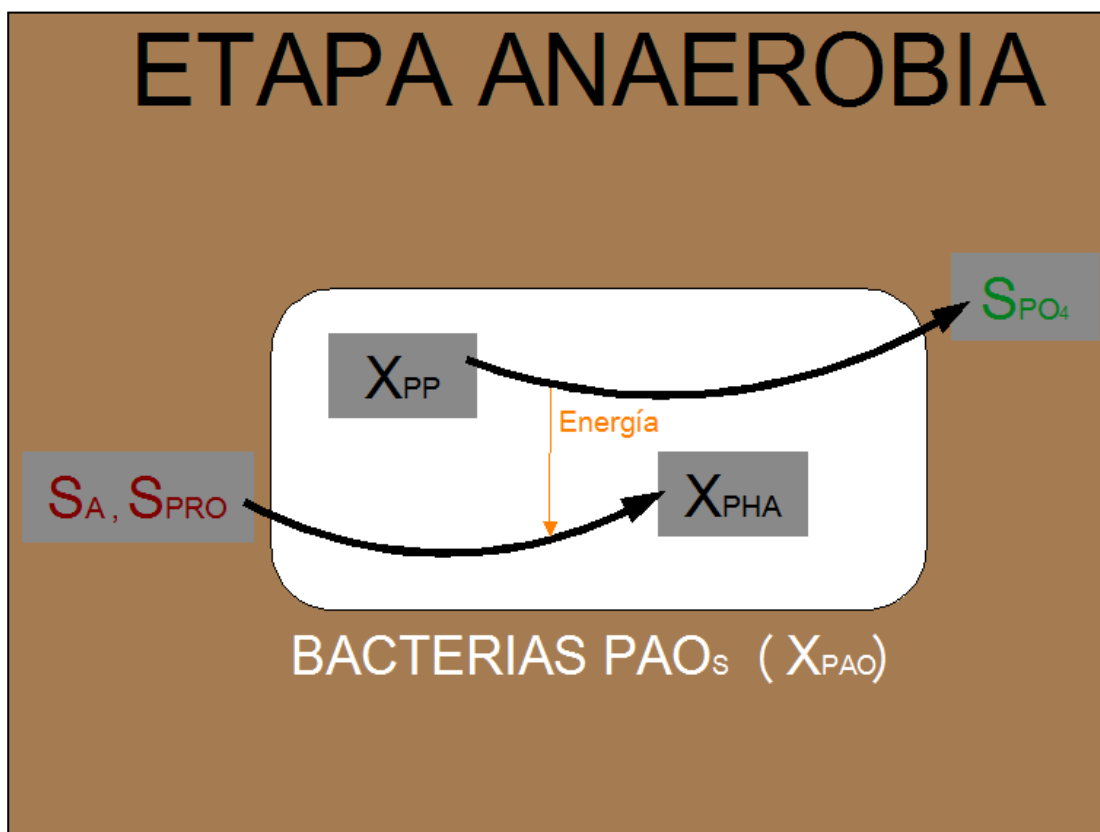 ETAPA ANAEROBIA
SPO4
XPP
Energía
SA, SPRO
XPHA
BACTERIAS PAOS (XPAO)